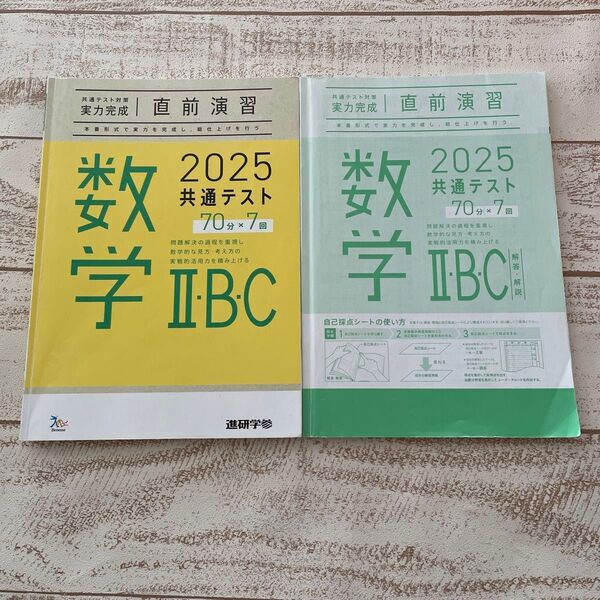 共通テスト対策
実力完成
直前演習
本番形式で実力を完成し、総仕上げを行う
2025
共通テスト
70分×7回
数学
問題解決の過程を重視し
数学的な見方・考え方の
実戦的活用力を積み上げる
Ⅱ・B・C
Benesse
進研学参
共通テスト対策
実力完成
直前演習
本番形式で実力を完成し、総仕上げを行う
2025
共通テスト
70分×7回
数学
問題解決の過程を重視し
数学的な見方・考え方の
実戦的活用力を積み上げる
Ⅱ・B・C
解答・解説
自己採点シートの使い方
1
2
3